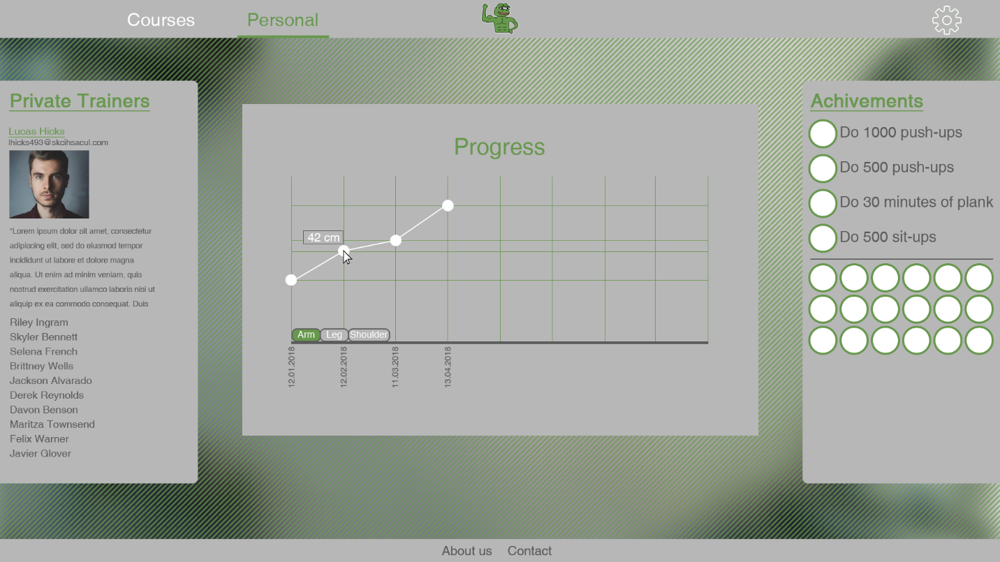 Courses
Personal
Private Trainers
Lucas Hicks
lhicks493@skcihsacul.com
"Lorem ipsum dolor sit amet, consectetur
adipiscing elit, sed do eiusmod tempor
incididunt ut labore et dolore magna
aliqua. Ut enim ad minim veniam, quis
nostrud exercitation ullamco laboris nisi ut
aliquip ex ea commodo consequat. Duis
Riley Ingram
Skyler Bennett
Selena French
Brittney Wells
Jackson Alvarado
Derek Reynolds
Davon Benson
Maritza Townsend
Felix Warner
Javier Glover
Progress
42 cm
Arm
Leg
Shoulder
12.01.2018
12.02.2018
11.03.2018
13.04.2018
Achivements
Do 1000 push-ups
Do 500 push-ups
Do 30 minutes of plank
Do 500 sit-ups
About us
Contact